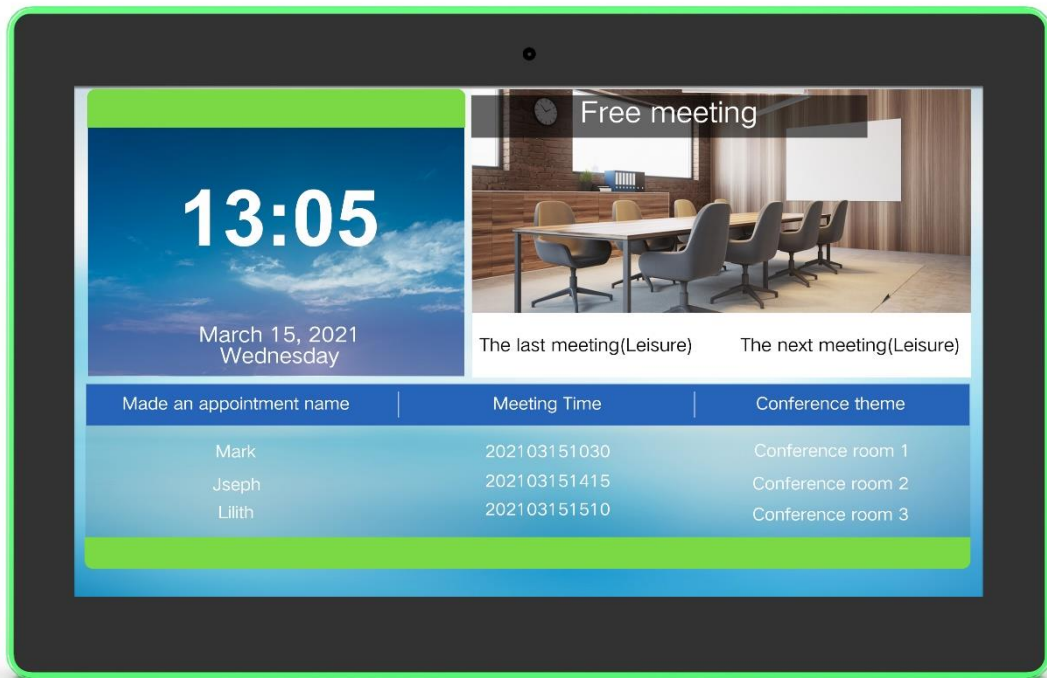 Free meeting
13:05
March 15, 2021
Wednesday
The last meeting(Leisure) The next meeting(Leisure)
Made an appointment name Meeting Time Conference theme
Mark 202103151030 Conference room 1
Jseph 202103151415 Conference room 2
Lilith 202103151510 Conference room 3